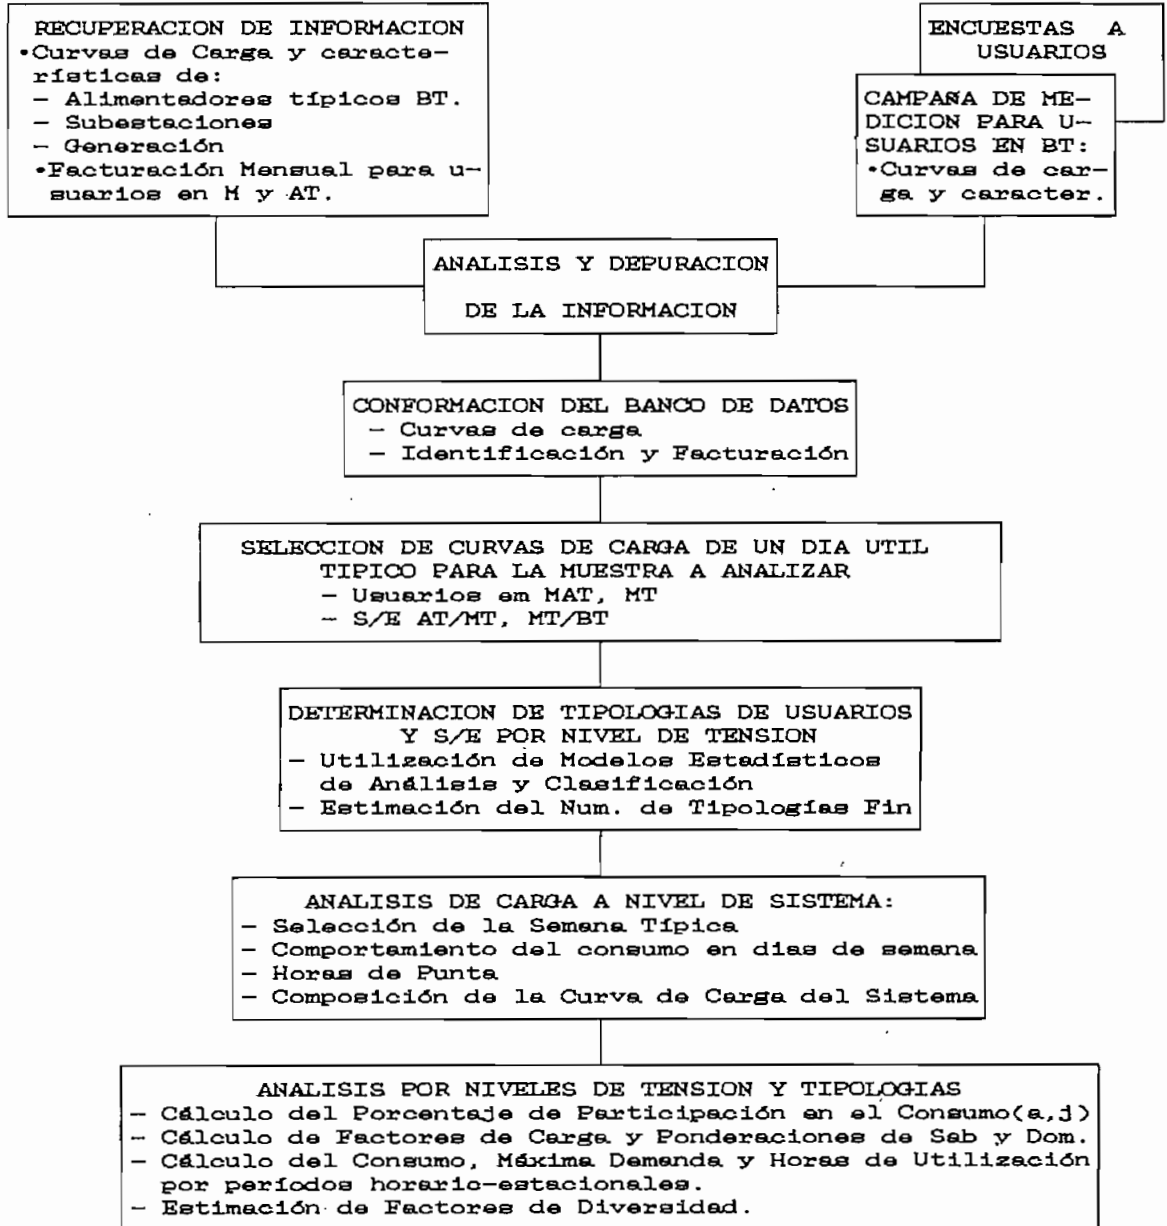 RECUPERACION DE INFORMACION
•Curvas de Carga y caracte-
rísticas de:
- Alimentadores típicos BT.
- Subestaciones
- Generación
•Facturación Mensual para u-
suarios en M y AT.
ENCUESTAS A
USUARIOS
CAMPAÑA DE ME-
DICION PARA U-
SUARIOS EN BT:
•Curvas de car-
ga y caracter.
ANALISIS Y DEPURACION
DE LA INFORMACION
CONFORMACION DEL BANCO DE DATOS
- Curvas de carga
- Identificación y Facturación
SELECCION DE CURVAS DE CARGA DE UN DIA UTIL
TIPICO PARA LA MUESTRA A ANALIZAR
- Usuarios em MAT, MT
- S/E AT/MT, MT/BT
DETERMINACION DE TIPOLOGIAS DE USUARIOS
Y S/E POR NIVEL DE TENSION
- Utilización de Modelos Estadísticos
de Análisis y Clasificación
- Estimación del Num. de Tipologías Fin
ANALISIS DE CARGA A NIVEL DE SISTEMA:
- Selección de la Semana Típica
- Comportamiento del consumo en dias de semana
- Horas de Punta
- Composición de la Curva de Carga del Sistema
ANALISIS POR NIVELES DE TENSION Y TIPOLOGIAS
- Cálculo del Porcentaje de Participación en el Consumo(a,j)
- Cálculo de Factores de Carga y Ponderaciones de Sab y Dom.
- Cálculo del Consumo, Máxima Demanda y Horas de Utilización
por períodos horario-estacionales.
- Estimación de Factores de Diversidad.